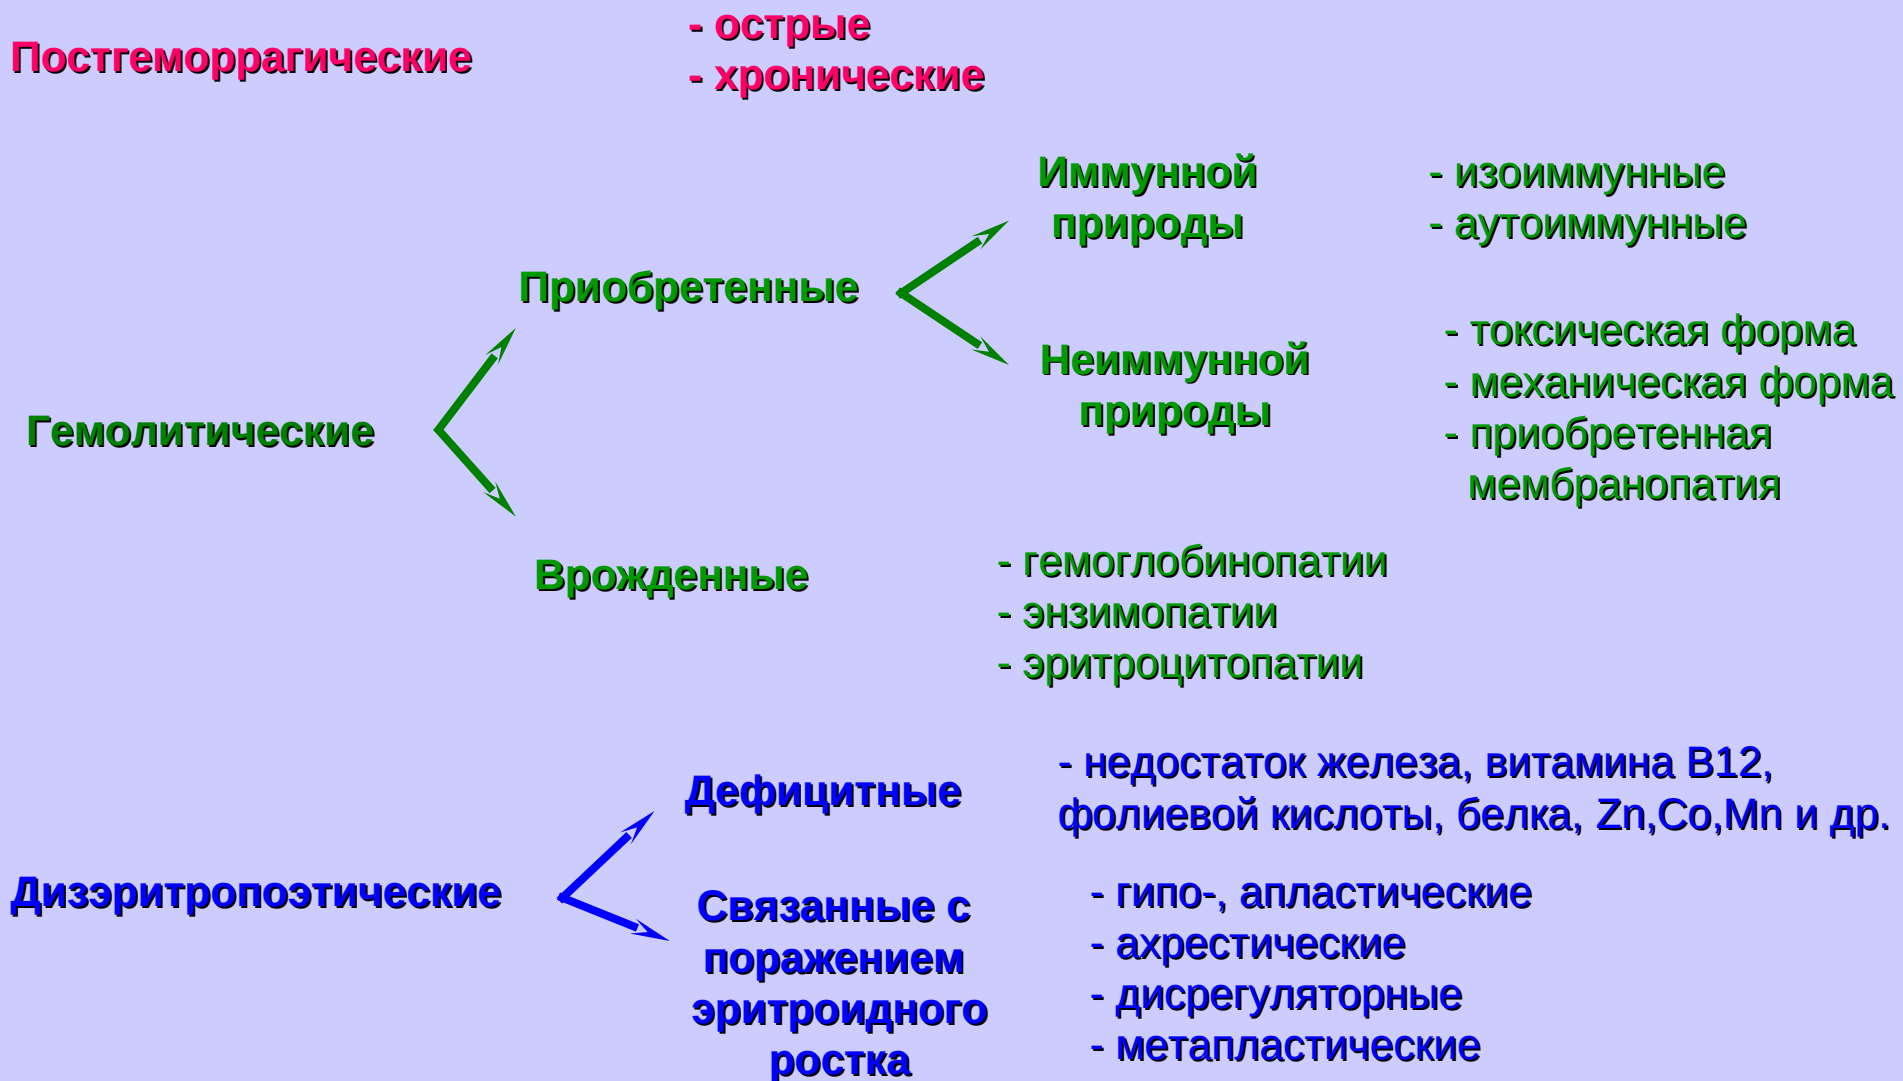 Постгеморрагические
- острые
- хронические
Иммунной
природы
- изоиммунные
- аутоиммунные
Приобретенные
Неиммунной
природы
- токсическая форма
- механическая форма
- приобретенная
мембранопатия
Гемолитические
Врожденные
- гемоглобинопатии
- энзимопатии
- эритроцитопатии
Дефицитные
- недостаток железа, витамина В12,
фолиевой кислоты, белка, Zn,Co,Mn и др.
Дизэритропоэтические
Связанные с
поражением
эритроидного
ростка
- гипо-, апластические
- ахрестические
- дисрегуляторные
- метапластические